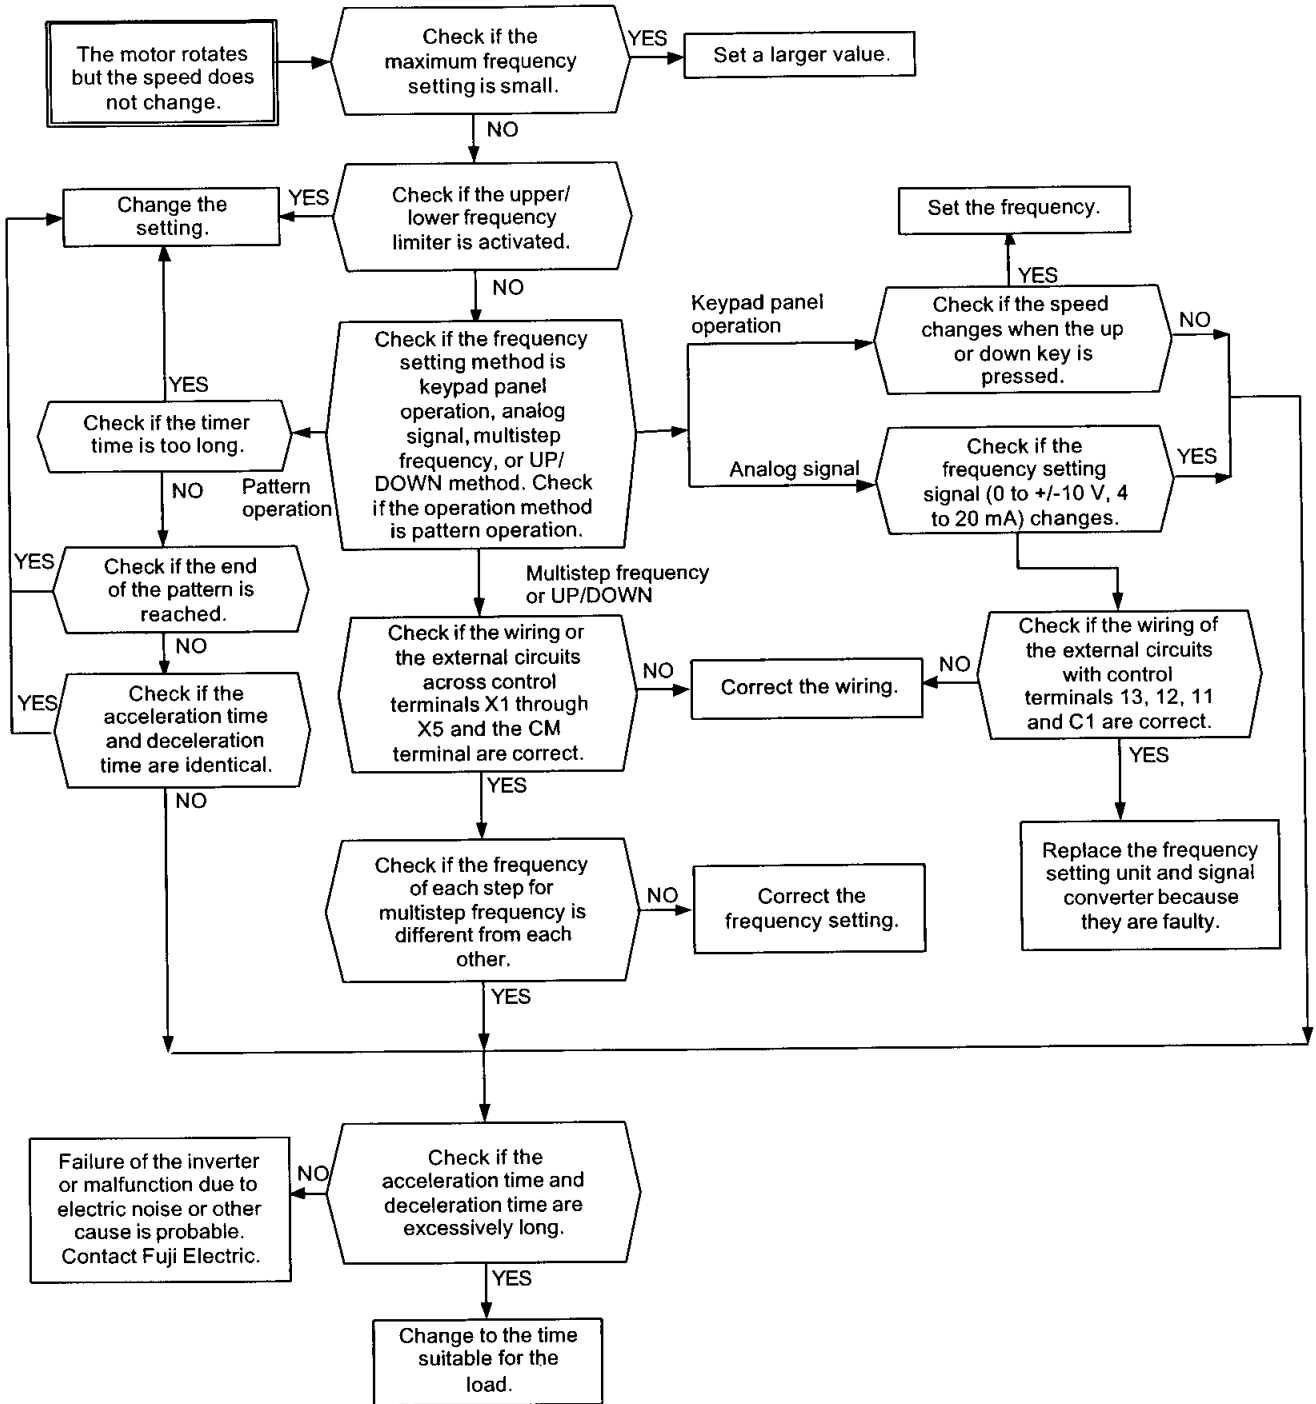 The motor rotates
but the speed does
not change.
Check if the
maximum frequency
setting is small.
YES
Set a larger value.
NO
Check if the upper/
lower frequency
limiter is activated.
YES
Change the
setting.
NO
Set the frequency.
YES
Keypad panel
operation
Check if the speed
changes when the up
or down key is
pressed.
NO
Check if the frequency
setting method is
keypad panel
operation, analog
signal, multistep
frequency, or UP/
DOWN method. Check
if the operation method
is pattern operation.
YES
Check if the timer
time is too long.
Analog signal
Check if the
frequency setting
signal (0 to +/-10 V, 4
to 20 mA) changes.
YES
NO
Pattern
operation
YES
Check if the end
of the pattern is
reached.
NO
Multistep frequency
or UP/DOWN
Check if the wiring or
the external circuits
across control
terminals X1 through
X5 and the CM
terminal are correct.
NO
Correct the wiring.
NO
Check if the wiring of
the external circuits
with control
terminals 13, 12, 11
and C1 are correct.
YES
Check if the
acceleration time
and deceleration
time are identical.
NO
YES
YES
Replace the frequency
setting unit and signal
converter because
they are faulty.
Check if the frequency
of each step for
multistep frequency is
different from each
other.
NO
Correct the
frequency setting.
YES
Check if the
acceleration time and
deceleration time are
excessively long.
NO
Failure of the inverter
or malfunction due to
electric noise or other
cause is probable.
Contact Fuji Electric.
YES
Change to the time
suitable for the
load.